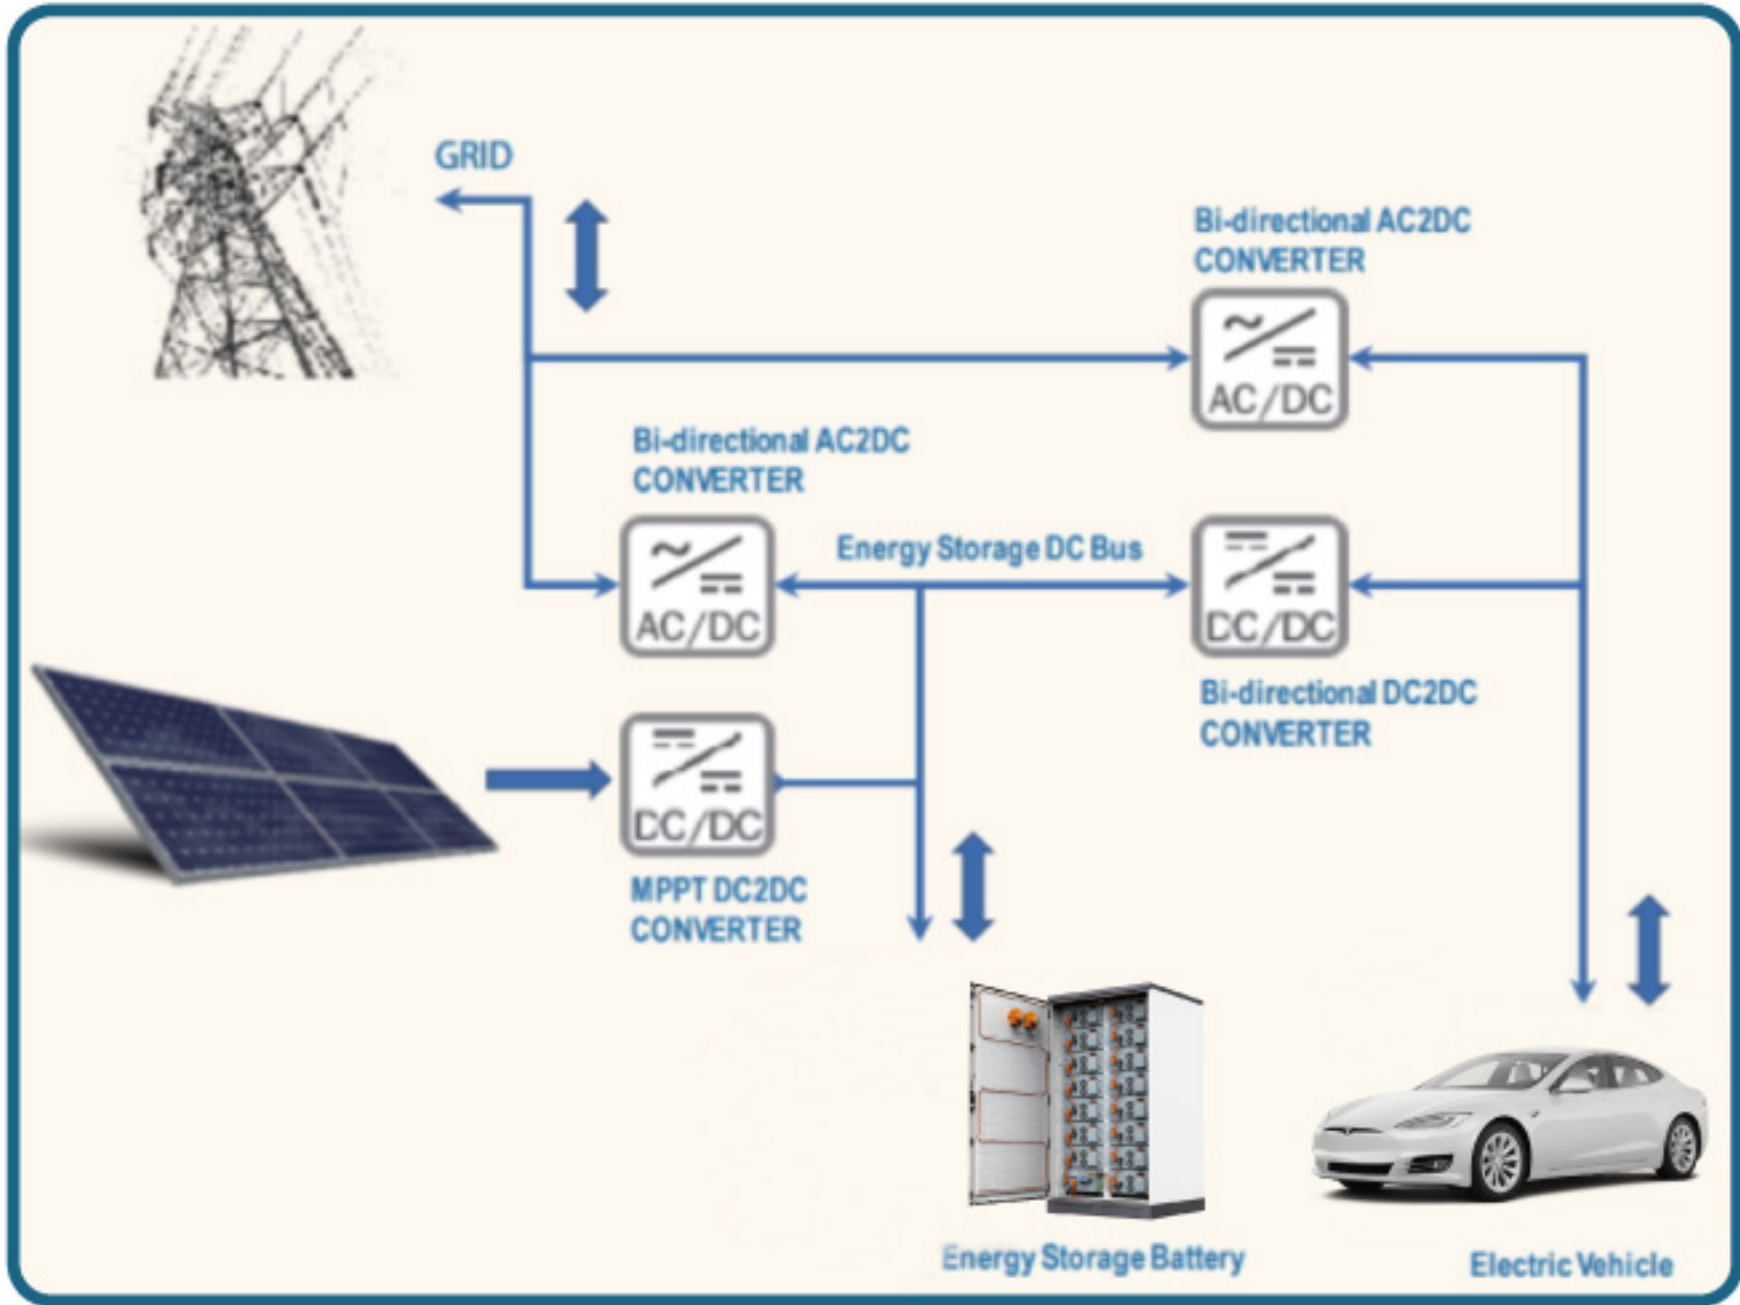 GRID
Bi-directional AC2DC
CONVERTER
AC/DC
Bi-directional AC2DC
CONVERTER
AC/DC
Energy Storage DC Bus
DC/DC
Bi-directional DC2DC
CONVERTER
DC/DC
MPPT DC2DC
CONVERTER
Energy Storage Battery
Electric Vehicle